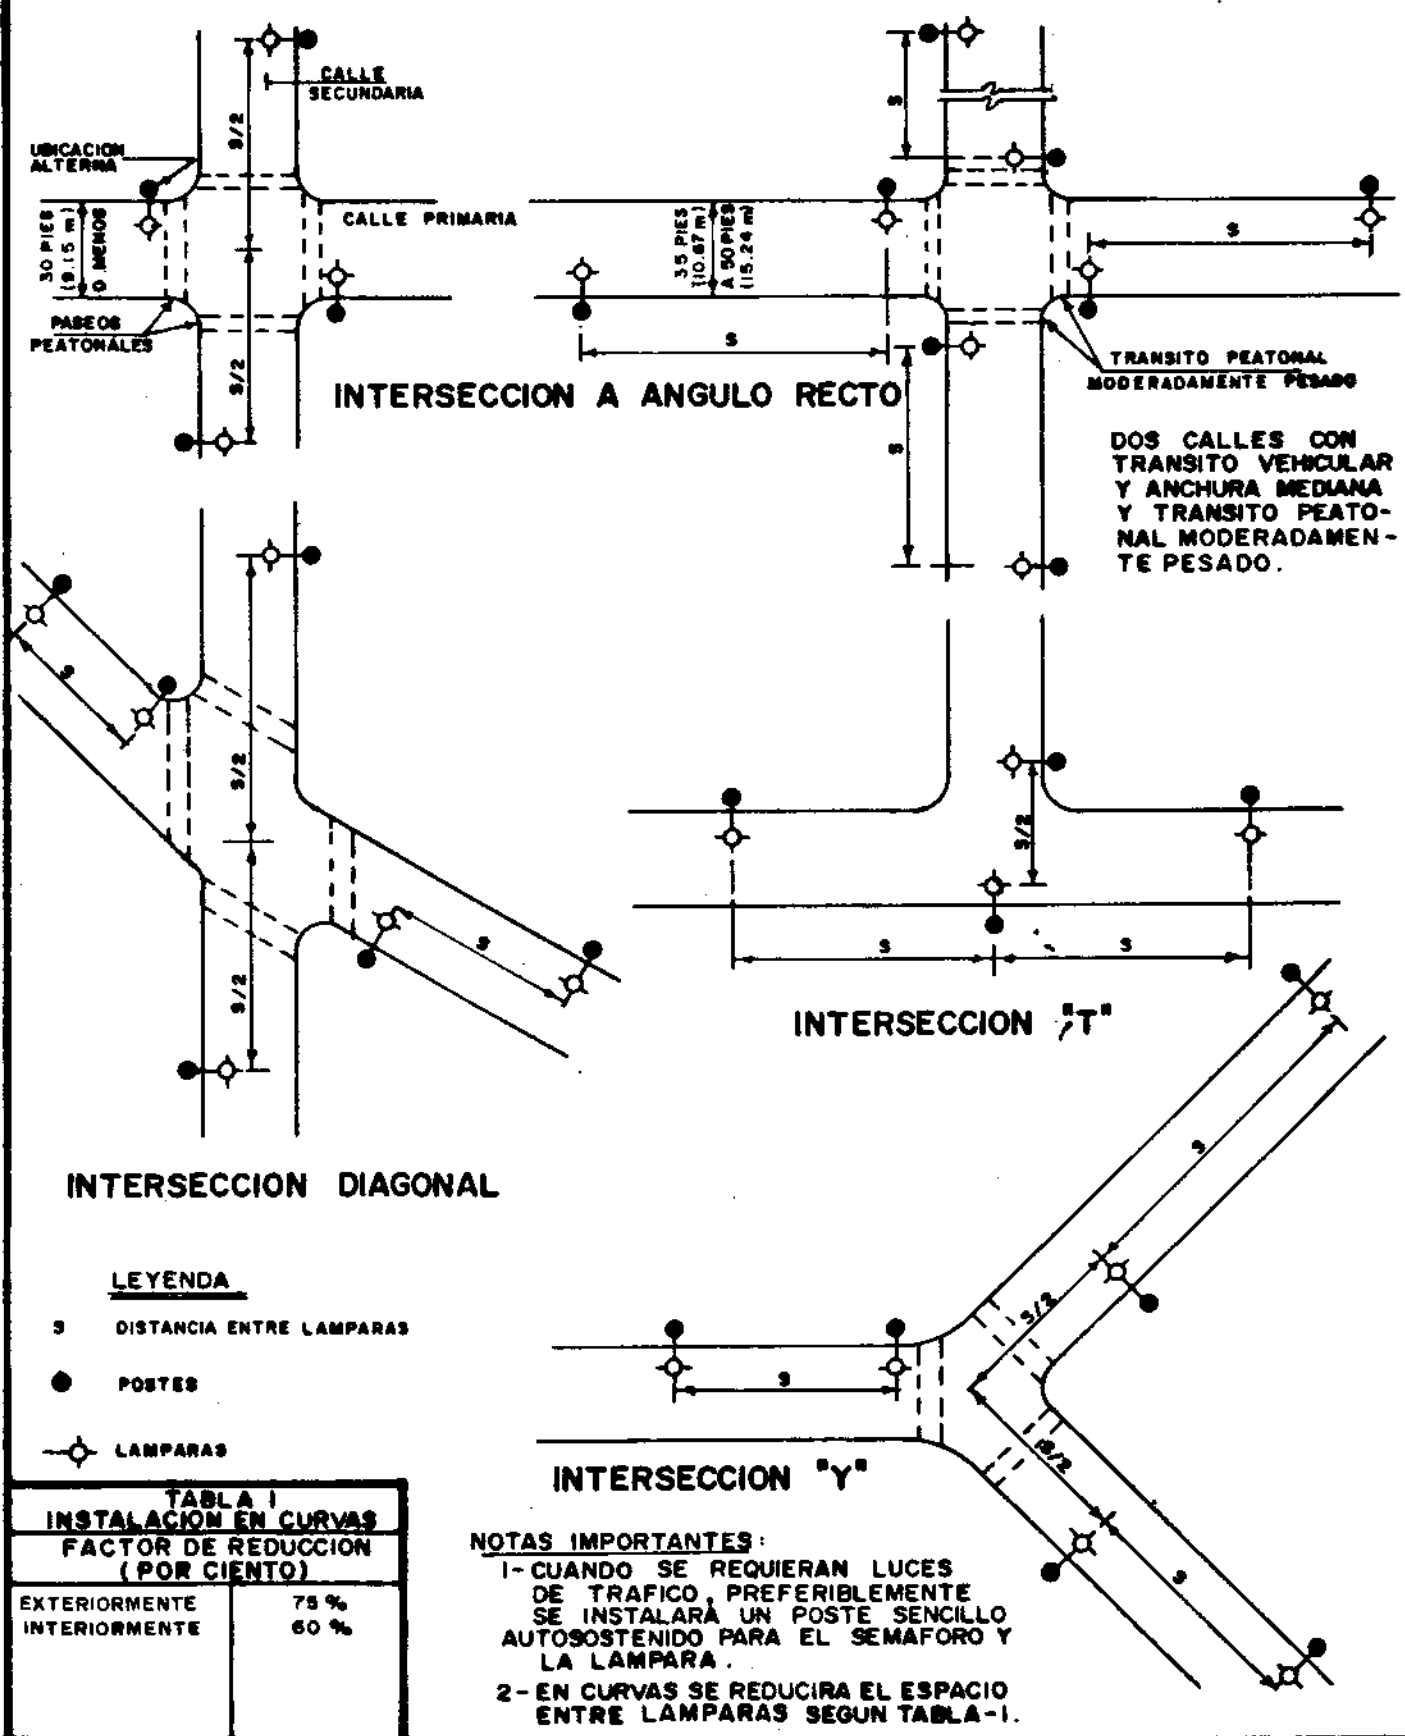 CALLE
SECUNDARIA
S/2
UBICACION
ALTERNA
30 PIES
(9.15 m)
O MENOS
CALLE PRIMARIA
PASEOS
PEATONALES
S/2
S
35 PIES
(10.67 m)
A 50 PIES
(15.24 m)
S
S
S
TRANSITO PEATONAL
MODERADAMENTE PESADO
INTERSECCION A ANGULO RECTO
DOS CALLES CON
TRANSITO VEHICULAR
Y ANCHURA MEDIANA
Y TRANSITO PEATO-
NAL MODERADAMEN-
TE PESADO.
S
S/2
S/2
S
INTERSECCION DIAGONAL
S/2
S
S
INTERSECCION "T"
S
S/2
S
S/2
S
INTERSECCION "Y"
LEYENDA
S DISTANCIA ENTRE LAMPARAS
POSTES
LAMPARAS
TABLA I
INSTALACION EN CURVAS
FACTOR DE REDUCCION
(POR CIENTO)
EXTERIORMENTE 75 %
INTERIORMENTE 60 %
NOTAS IMPORTANTES:
1- CUANDO SE REQUIERAN LUCES
DE TRAFICO, PREFERIBLEMENTE
SE INSTALARÁ UN POSTE SENCILLO
AUTOSOSTENIDO PARA EL SEMAFORO Y
LA LAMPARA.
2- EN CURVAS SE REDUCIRA EL ESPACIO
ENTRE LAMPARAS SEGUN TABLA-I.